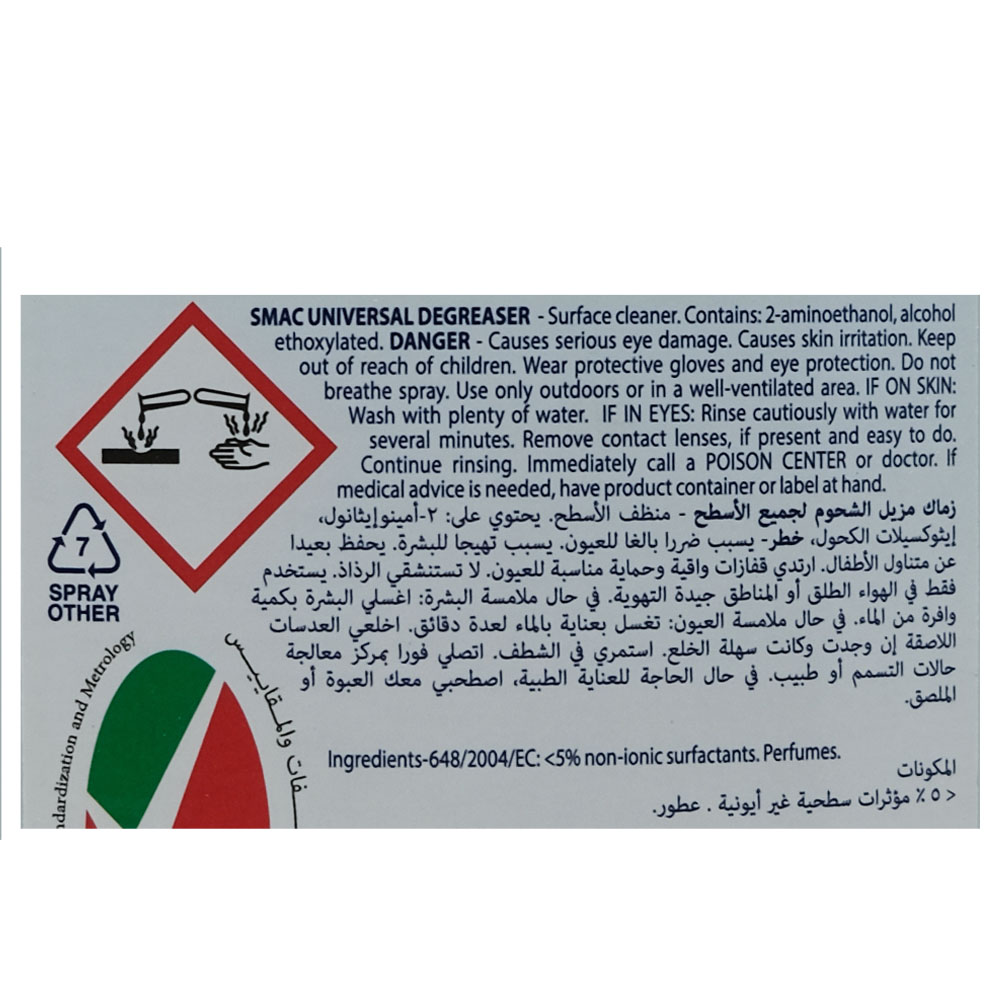 SMAC UNIVERSAL DEGREASER - Surface cleaner. Contains: 2-aminoethanol, alcohol
ethoxylated. DANGER - Causes serious eye damage. Causes skin irritation. Keep
out of reach of children. Wear protective gloves and eye protection. Do not
breathe spray. Use only outdoors or in a well-ventilated area. IF ON SKIN:
Wash with plenty of water. IF IN EYES: Rinse cautiously with water for
several minutes. Remove contact lenses, if present and easy to do.
Continue rinsing. Immediately call a POISON CENTER or doctor. If
medical advice is needed, have product container or label at hand.
زماك مزيل الشحوم لجميع الأسطح - منظف الأسطح. يحتوي على: ٢-أمينوإيثانول،
إيثوكسيلات الكحول، خطر- يسبب ضررا بالغا للعيون. يسبب تهيجا للبشرة. يحفظ بعيدا
عن متناول الأطفال. ارتدي قفازات واقية وحماية مناسبة للعيون. لا تستنشقي الرذاذ. يستخدم
فقط في الهواء الطلق أو المناطق جيدة التهوية. في حال ملامسة البشرة: اغسلي البشرة بكمية
وافرة من الماء. في حال ملامسة العيون: تغسل بعناية بالماء لعدة دقائق. اخلعي العدسات
اللاصقة إن وجدت وكانت سهلة الخلع. استمري في الشطف. اتصلي فورا بمركز معالجة
حالات التسمم أو طبيب. في حال الحاجة للعناية الطبية، اصطحبي معك العبوة أو
الملصق.
7
SPRAY
OTHER
ndardization and Metrology
ـفات والمـقاييـس
Ingredients-648/2004/EC: <5% non-ionic surfactants. Perfumes.
المكونات
< ٥ ٪ مؤثرات سطحية غير أيونية . عطور.